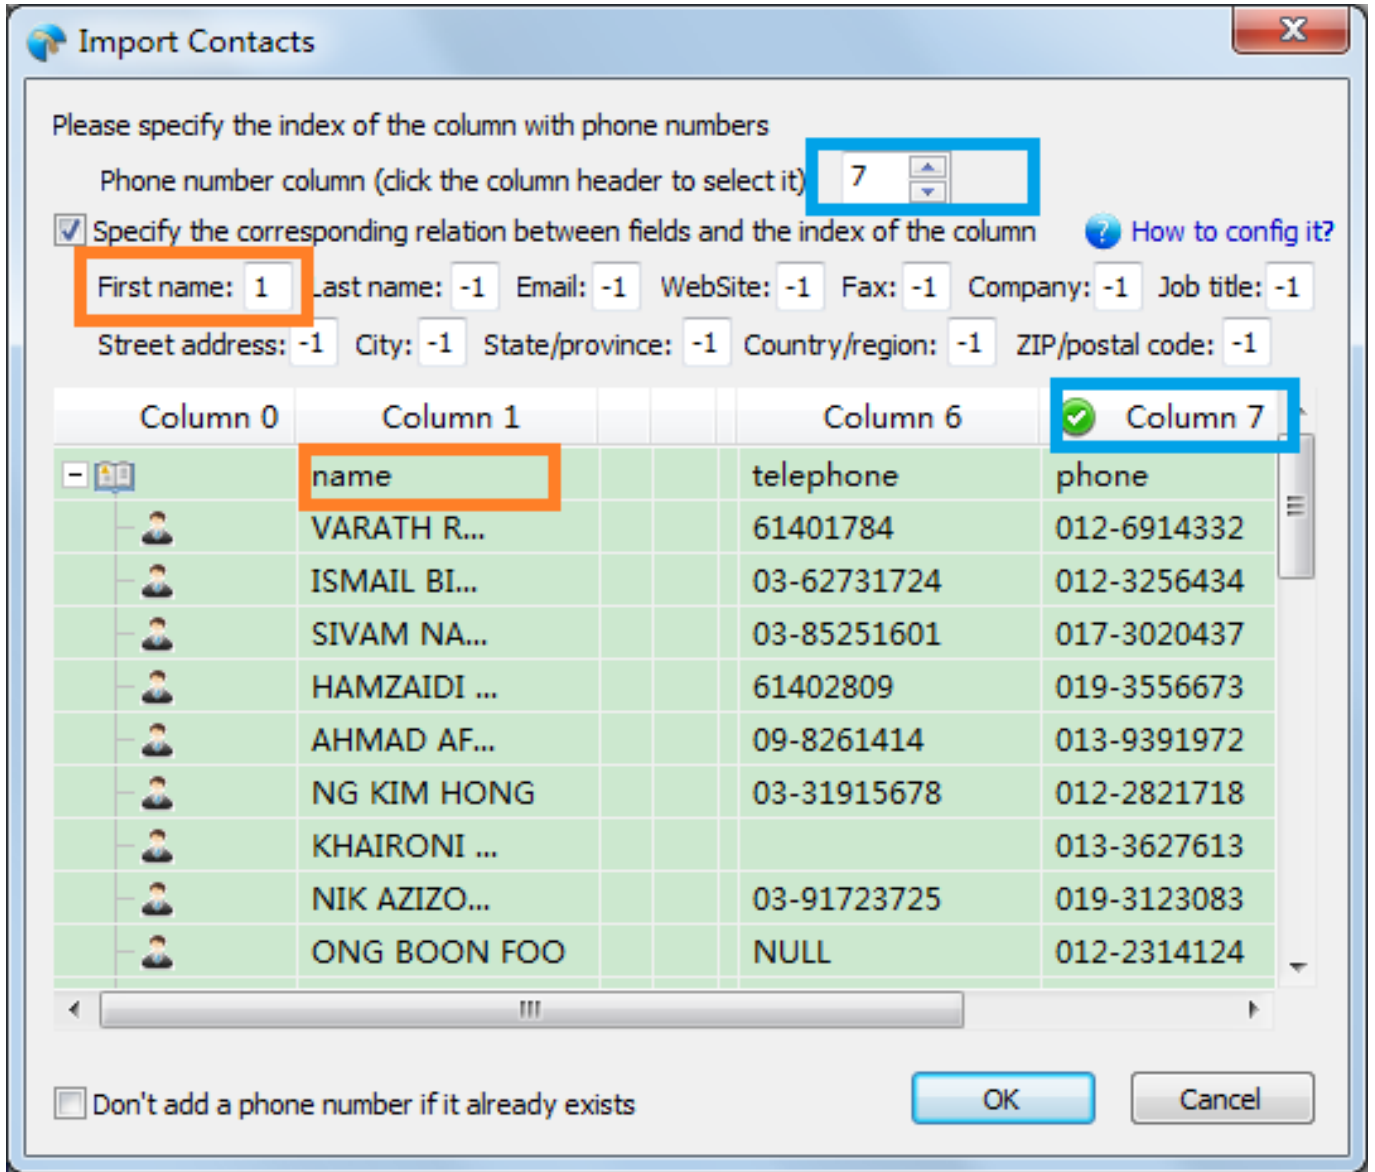 Import Contacts
Please specify the index of the column with phone numbers
Phone number column (click the column header to select it) 7
Specify the corresponding relation between fields and the index of the column How to config it?
First name: 1 Last name: -1 Email: -1 WebSite: -1 Fax: -1 Company: -1 Job title: -1
Street address: -1 City: -1 State/province: -1 Country/region: -1 ZIP/postal code: -1
Column 0 Column 1 Column 6 Column 7
name telephone phone
VARATH R... 61401784 012-6914332
ISMAIL BI... 03-62731724 012-3256434
SIVAM NA... 03-85251601 017-3020437
HAMZAIDI ... 61402809 019-3556673
AHMAD AF... 09-8261414 013-9391972
NG KIM HONG 03-31915678 012-2821718
KHAIRONI ... 013-3627613
NIK AZIZO... 03-91723725 019-3123083
ONG BOON FOO NULL 012-2314124
Don't add a phone number if it already exists OK Cancel